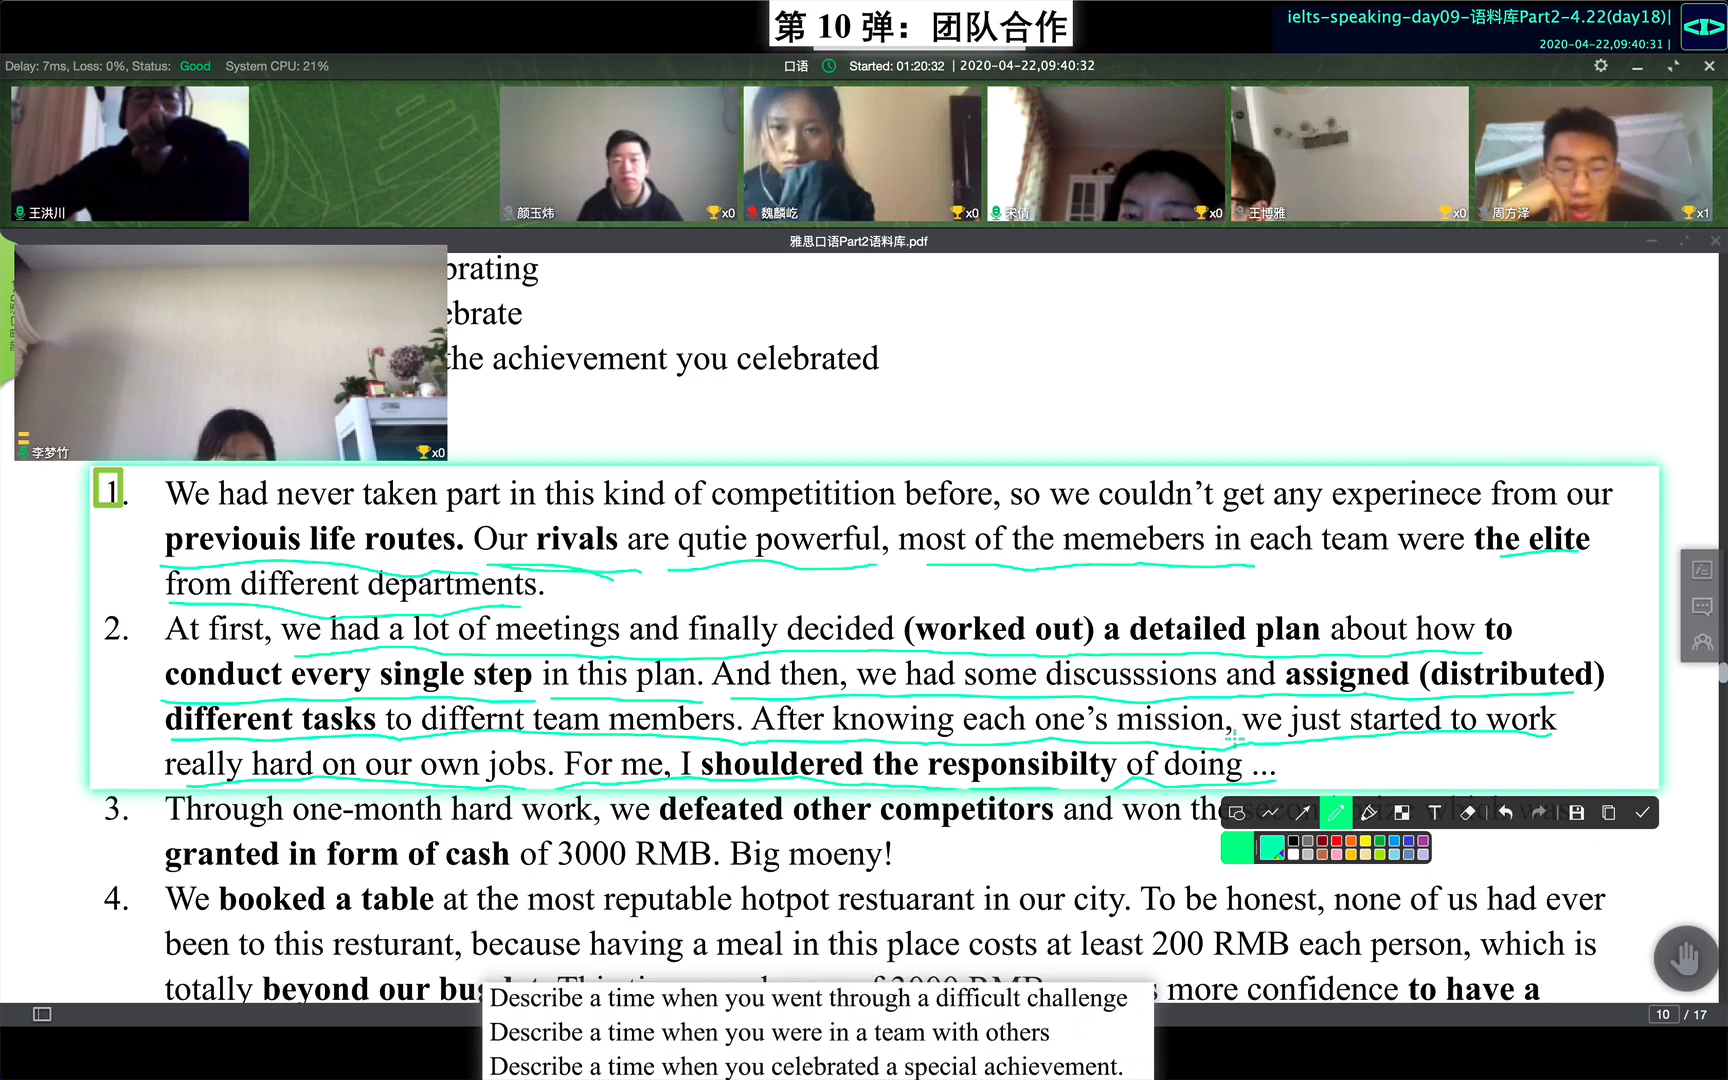 第 10 弹：团队合作
ielts-speaking-day09-语料库Part2-4.22(day18)|
2020-04-22,09:40:31 |
Delay: 7ms, Loss: 0%, Status: Good System CPU: 21%
口语 Started: 01:20:32 | 2020-04-22,09:40:32
王洪川
颜玉炜 x0
魏麟屹 x0
宋倩 x0
王博雅 x0
周方泽 x1
雅思口语Part2语料库.pdf
brating
ebrate
the achievement you celebrated
李梦竹 x0
1. We had never taken part in this kind of competitition before, so we couldn't get any experinece from our
previouis life routes. Our rivals are qutie powerful, most of the memebers in each team were the elite
from different departments.
2. At first, we had a lot of meetings and finally decided (worked out) a detailed plan about how to
conduct every single step in this plan. And then, we had some discusssions and assigned (distributed)
different tasks to differnt team members. After knowing each one's mission, we just started to work
really hard on our own jobs. For me, I shouldered the responsibilty of doing ...
3. Through one-month hard work, we defeated other competitors and won the
granted in form of cash of 3000 RMB. Big moeny!
4. We booked a table at the most reputable hotpot restuarant in our city. To be honest, none of us had ever
been to this resturant, because having a meal in this place costs at least 200 RMB each person, which is
totally beyond our more confidence to have a
10 / 17
Describe a time when you went through a difficult challenge
Describe a time when you were in a team with others
Describe a time when you celebrated a special achievement.